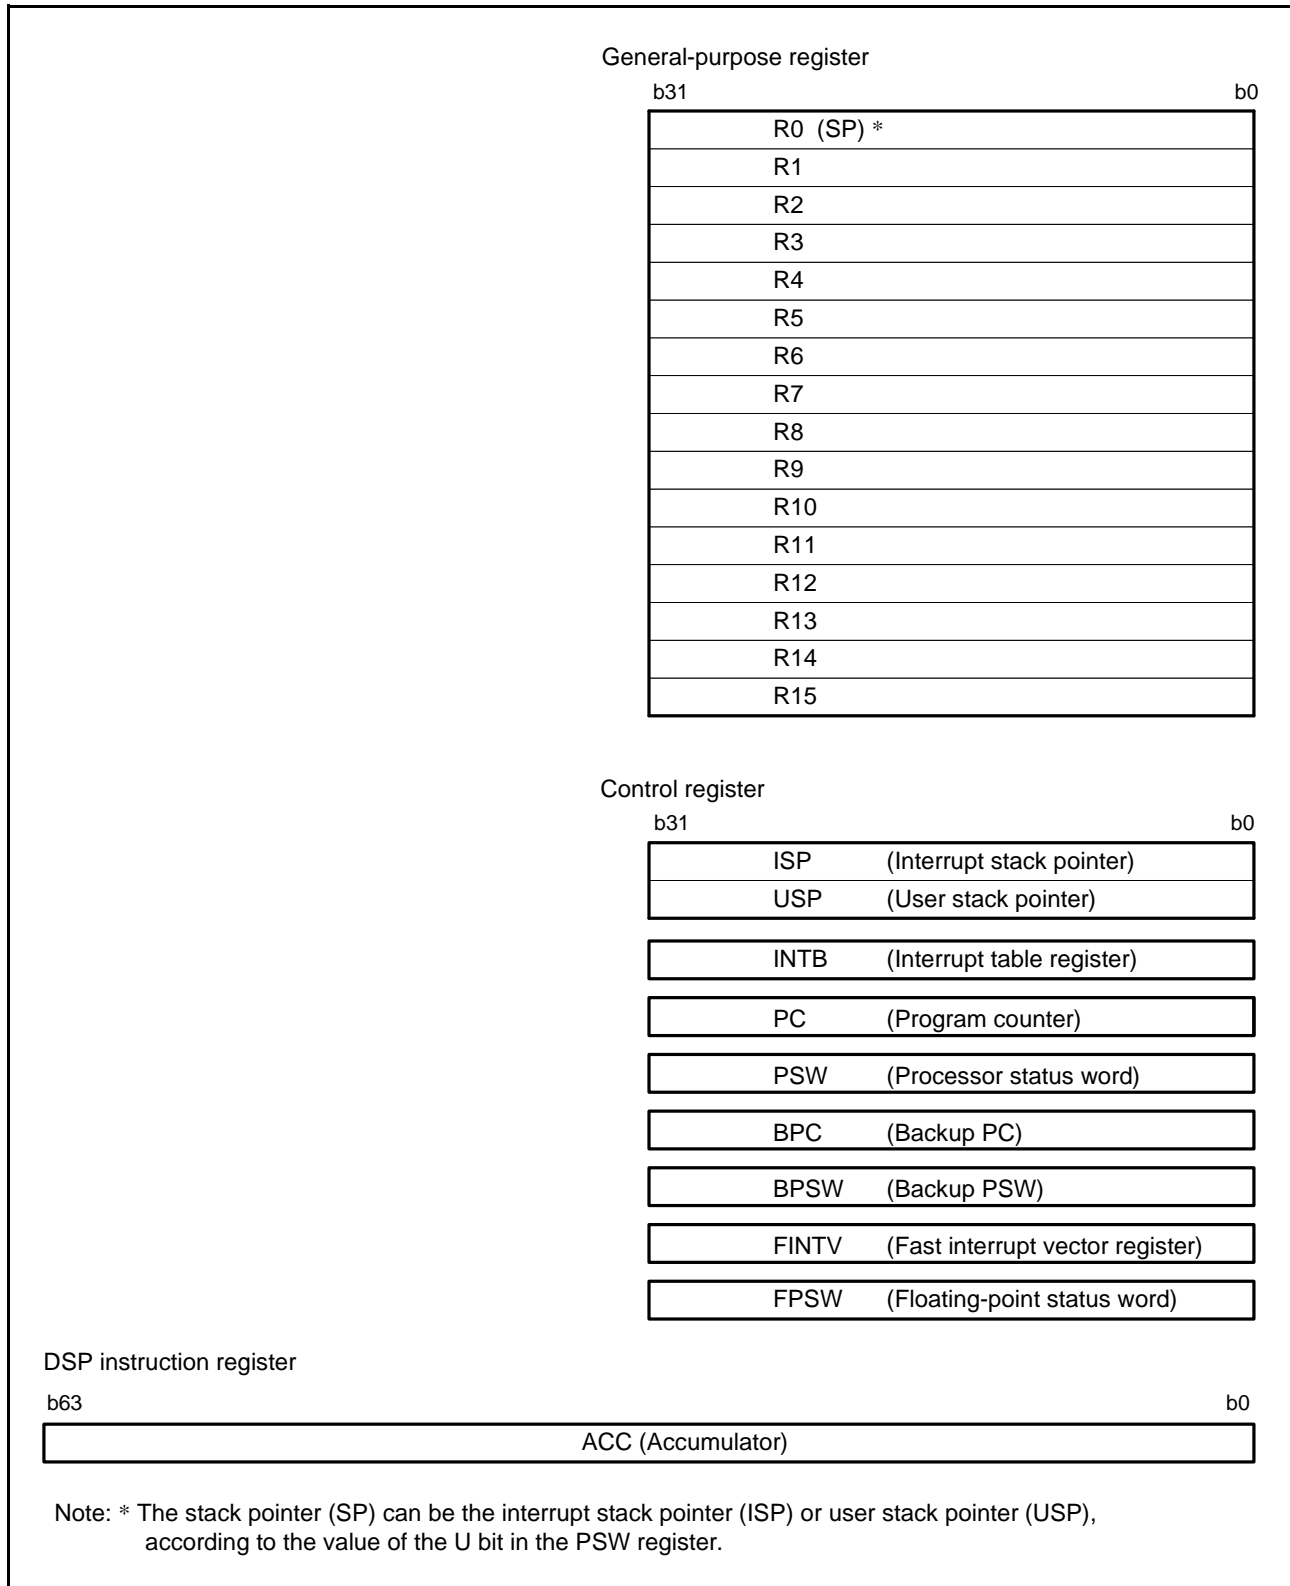 General-purpose register
b31 b0
R0 (SP) *
R1
R2
R3
R4
R5
R6
R7
R8
R9
R10
R11
R12
R13
R14
R15
Control register
b31 b0
ISP (Interrupt stack pointer)
USP (User stack pointer)
INTB (Interrupt table register)
PC (Program counter)
PSW (Processor status word)
BPC (Backup PC)
BPSW (Backup PSW)
FINTV (Fast interrupt vector register)
FPSW (Floating-point status word)
DSP instruction register
b63 b0
ACC (Accumulator)
Note: * The stack pointer (SP) can be the interrupt stack pointer (ISP) or user stack pointer (USP),
according to the value of the U bit in the PSW register.